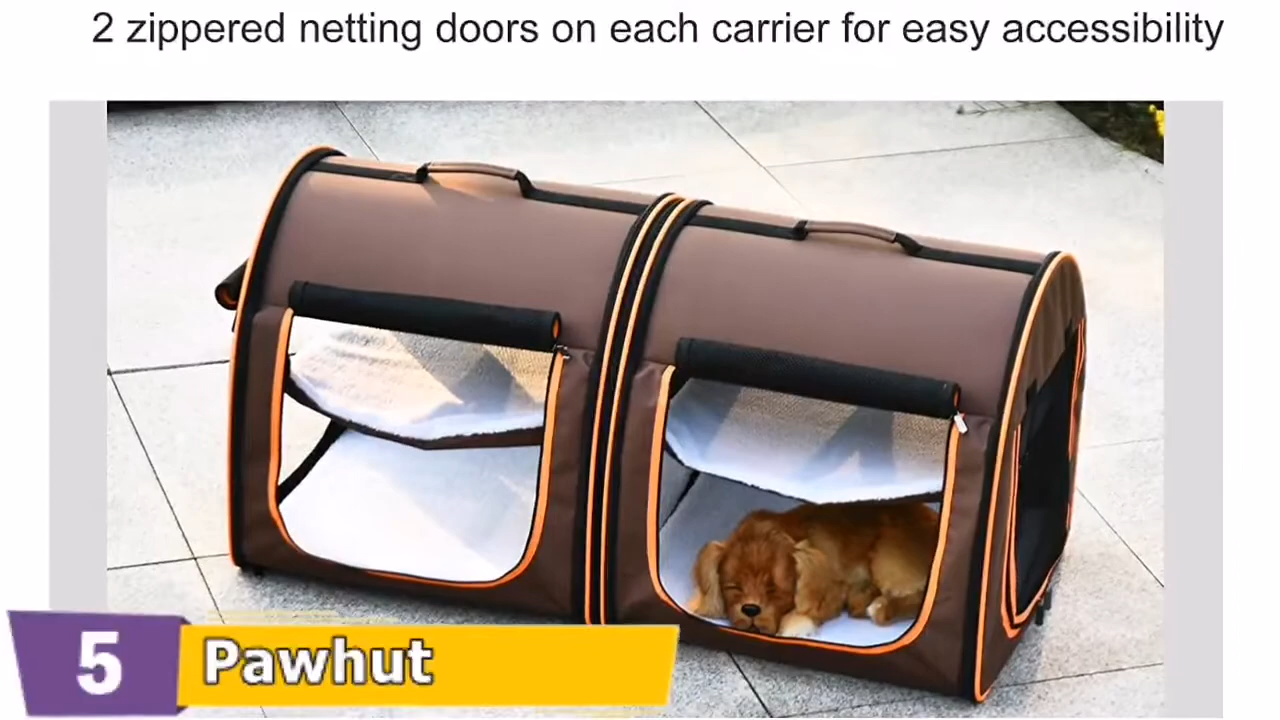 2 zippered netting doors on each carrier for easy accessibility
5 Pawhut